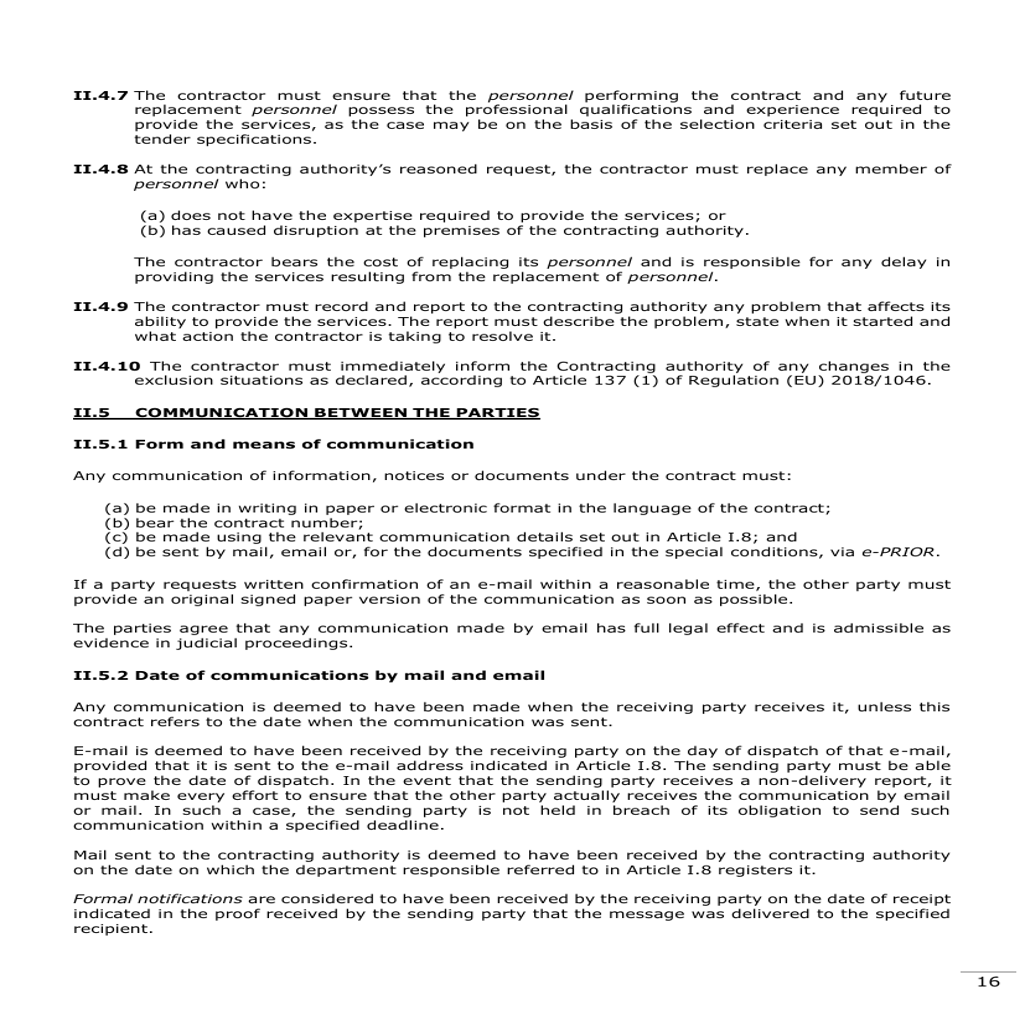 II.4.7 The contractor must ensure that the personnel performing the contract and any future
replacement personnel possess the professional qualifications and experience required to
provide the services, as the case may be on the basis of the selection criteria set out in the
tender specifications.
II.4.8 At the contracting authority’s reasoned request, the contractor must replace any member of
personnel who:
(a) does not have the expertise required to provide the services; or
(b) has caused disruption at the premises of the contracting authority.
The contractor bears the cost of replacing its personnel and is responsible for any delay in
providing the services resulting from the replacement of personnel.
II.4.9 The contractor must record and report to the contracting authority any problem that affects its
ability to provide the services. The report must describe the problem, state when it started and
what action the contractor is taking to resolve it.
II.4.10 The contractor must immediately inform the Contracting authority of any changes in the
exclusion situations as declared, according to Article 137 (1) of Regulation (EU) 2018/1046.
II.5 COMMUNICATION BETWEEN THE PARTIES
II.5.1 Form and means of communication
Any communication of information, notices or documents under the contract must:
(a) be made in writing in paper or electronic format in the language of the contract;
(b) bear the contract number;
(c) be made using the relevant communication details set out in Article I.8; and
(d) be sent by mail, email or, for the documents specified in the special conditions, via e-PRIOR.
If a party requests written confirmation of an e-mail within a reasonable time, the other party must
provide an original signed paper version of the communication as soon as possible.
The parties agree that any communication made by email has full legal effect and is admissible as
evidence in judicial proceedings.
II.5.2 Date of communications by mail and email
Any communication is deemed to have been made when the receiving party receives it, unless this
contract refers to the date when the communication was sent.
E-mail is deemed to have been received by the receiving party on the day of dispatch of that e-mail,
provided that it is sent to the e-mail address indicated in Article I.8. The sending party must be able
to prove the date of dispatch. In the event that the sending party receives a non-delivery report, it
must make every effort to ensure that the other party actually receives the communication by email
or mail. In such a case, the sending party is not held in breach of its obligation to send such
communication within a specified deadline.
Mail sent to the contracting authority is deemed to have been received by the contracting authority
on the date on which the department responsible referred to in Article I.8 registers it.
Formal notifications are considered to have been received by the receiving party on the date of receipt
indicated in the proof received by the sending party that the message was delivered to the specified
recipient.
16